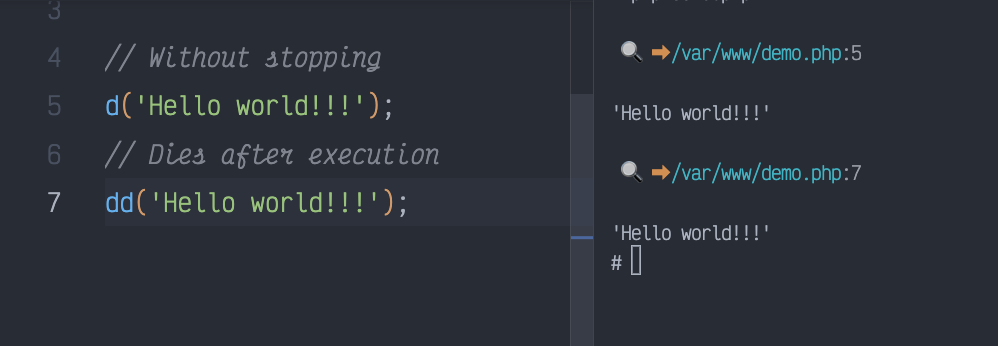 3
4 // Without stopping
5 d('Hello world!!!');
6 // Dies after execution
7 dd('Hello world!!!');
/var/www/demo.php:5
'Hello world!!!'
/var/www/demo.php:7
'Hello world!!!'
#